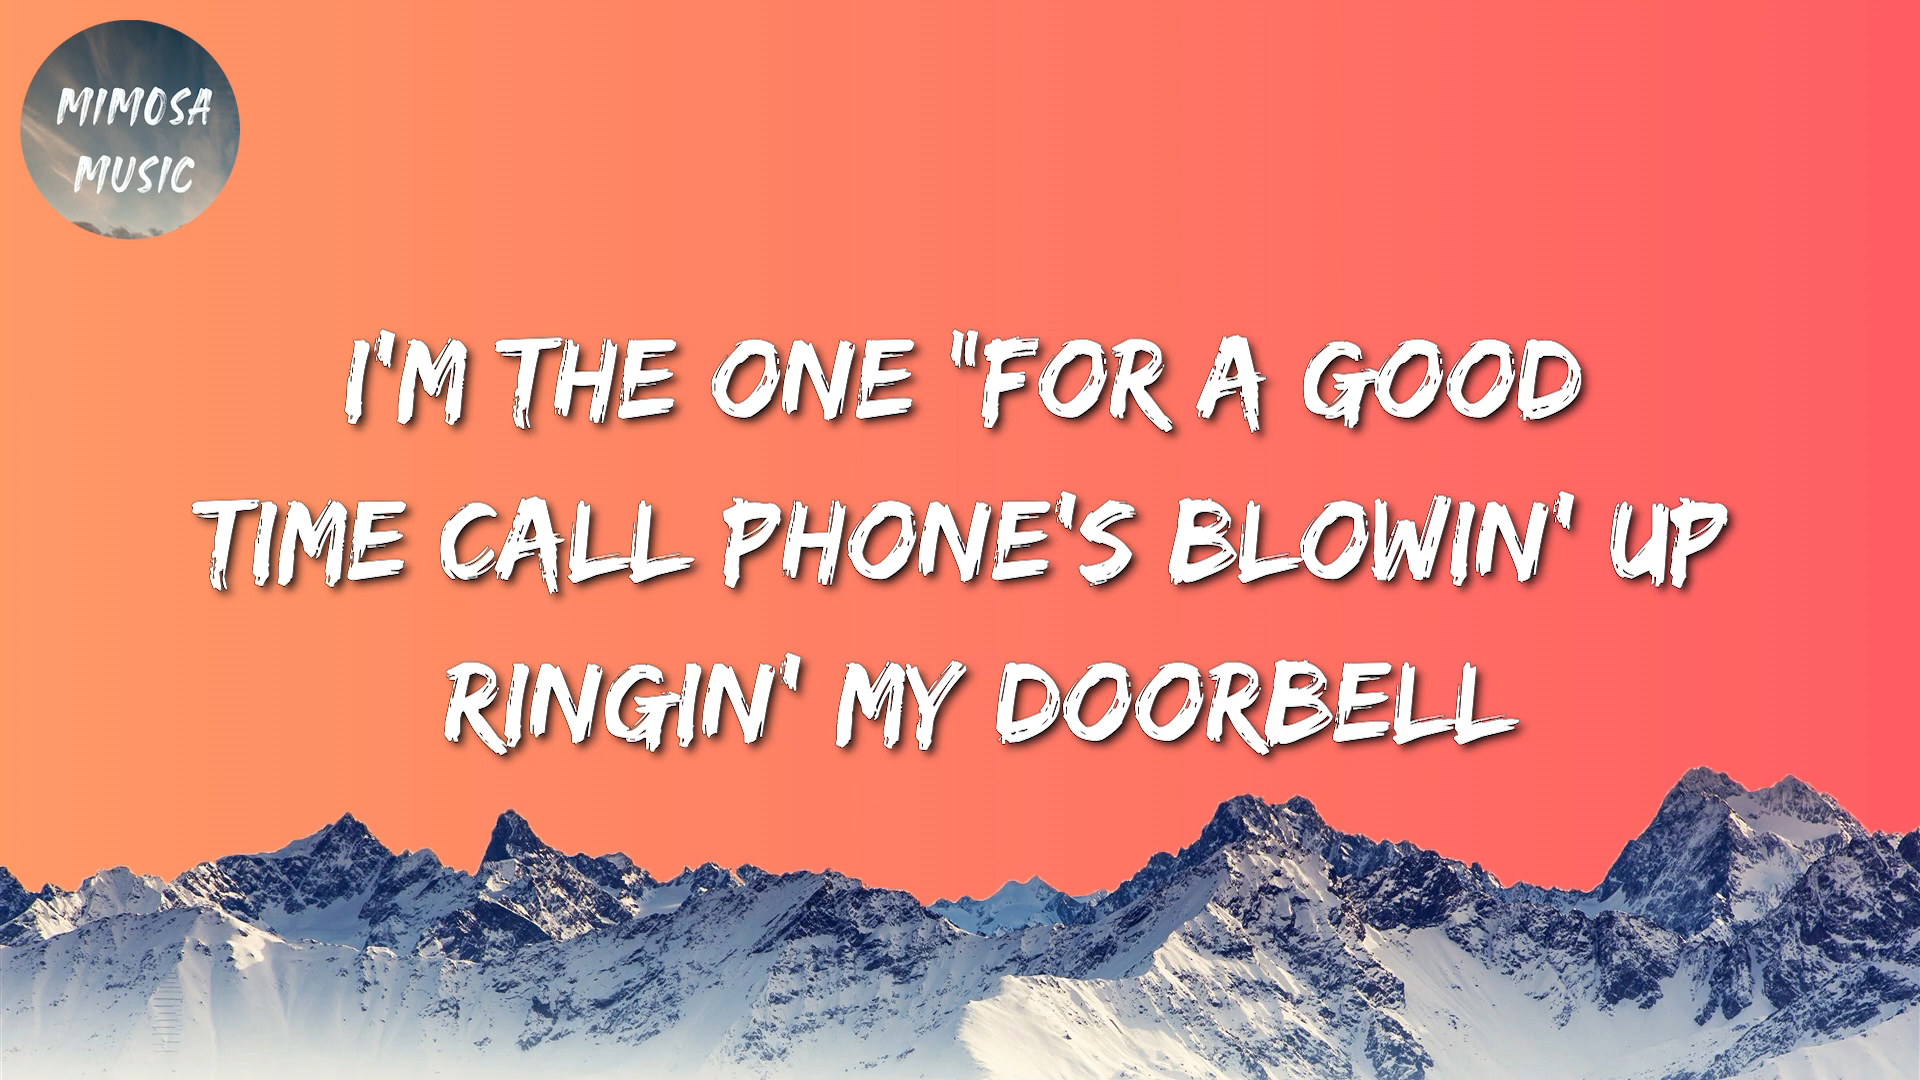 MIMOSA
MUSIC
I'M THE ONE "FOR A GOOD
TIME CALL PHONE'S BLOWIN' UP
RINGIN' MY DOORBELL